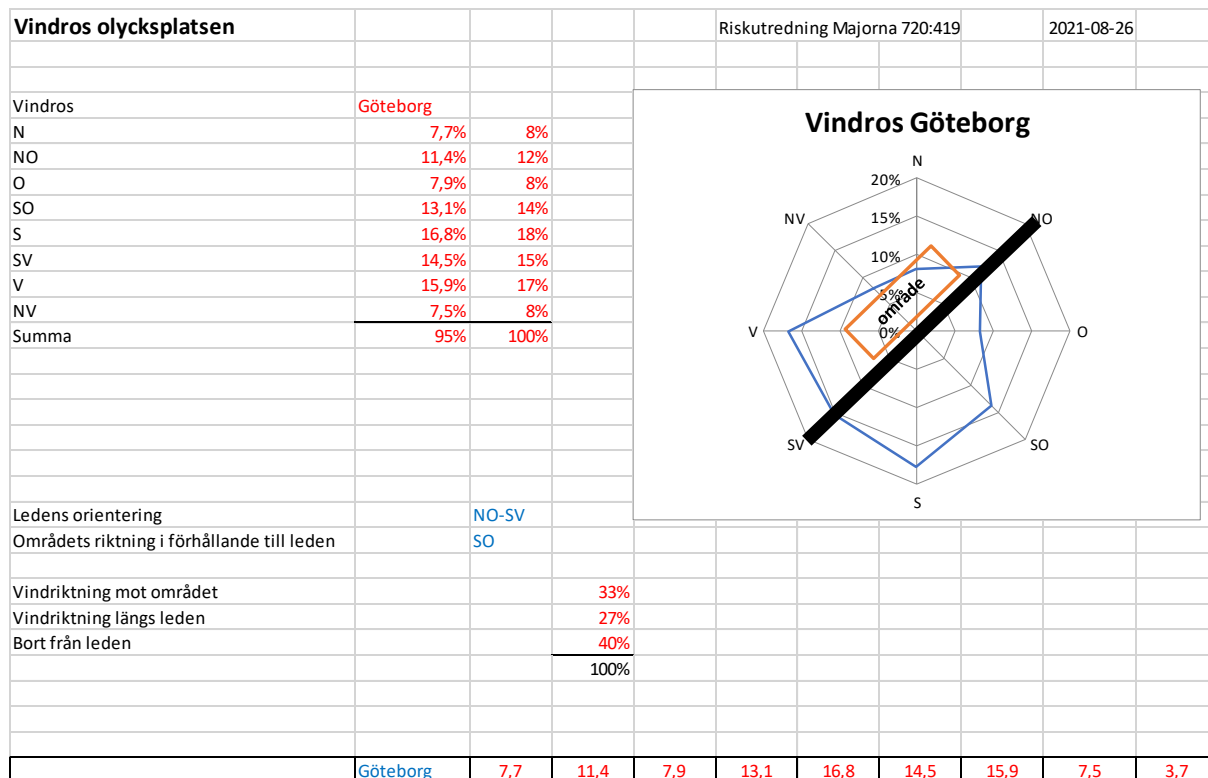 Vindros olycksplatsen Riskutredning Majorna 720:419 2021-08-26
Vindros Göteborg
N 7,7% 8%
NO 11,4% 12%
O 7,9% 8%
SO 13,1% 14%
S 16,8% 18%
SV 14,5% 15%
V 15,9% 17%
NV 7,5% 8%
Summa 95% 100%
Vindros Göteborg
N
20%
NV NO
15%
10%
5%
område
V 0% O
SV SO
S
Ledens orientering NO-SV
Områdets riktning i förhållande till leden SO
Vindriktning mot området 33%
Vindriktning längs leden 27%
Bort från leden 40%
100%
Göteborg 7,7 11,4 7,9 13,1 16,8 14,5 15,9 7,5 3,7